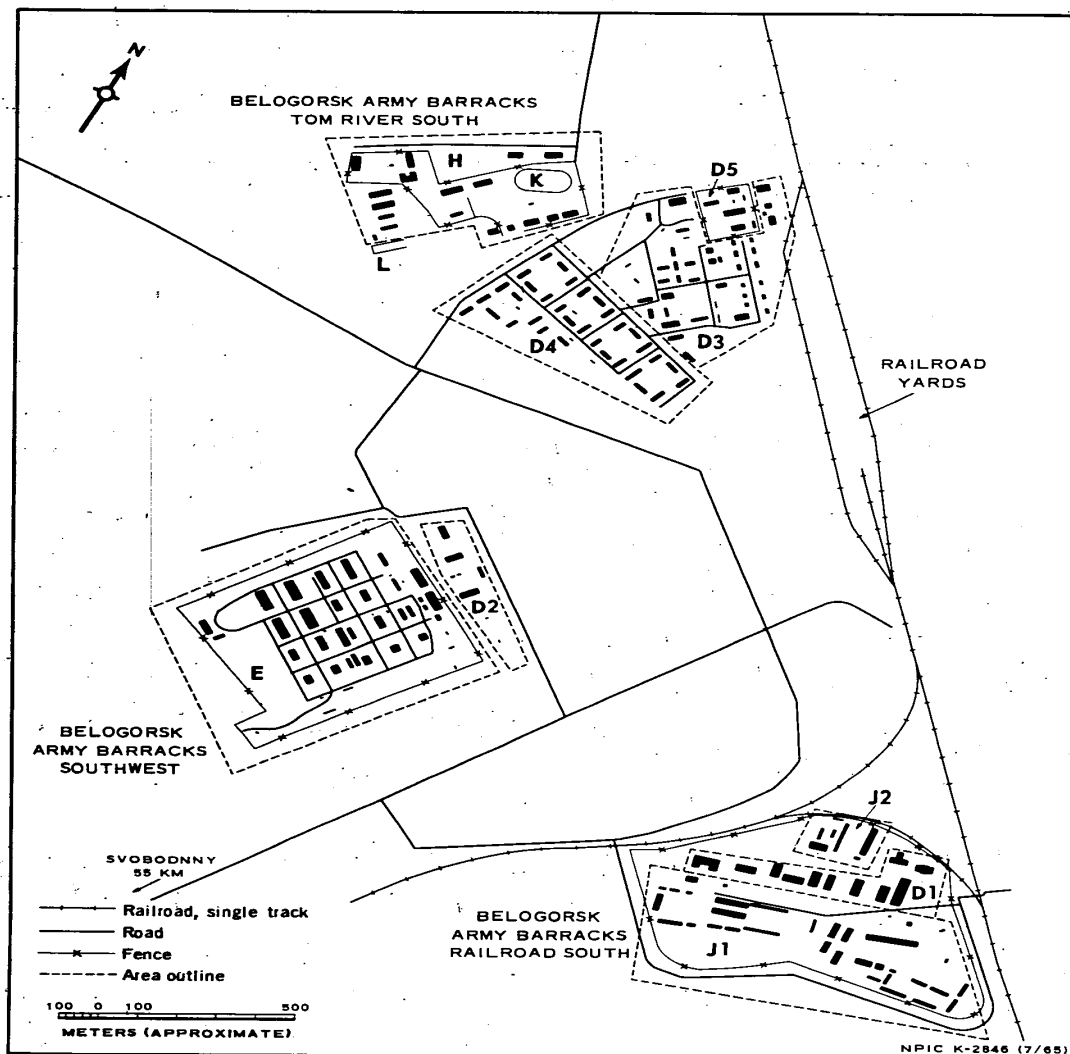 N
BELOGORSK ARMY BARRACKS
TOM RIVER SOUTH
H
K
L
D5
D4
D3
RAILROAD
YARDS
D2
E
BELOGORSK
ARMY BARRACKS
SOUTHWEST
J2
D1
J1
BELOGORSK
ARMY BARRACKS
RAILROAD SOUTH
SVOBODNNY
55 KM
Railroad, single track
Road
Fence
Area outline
100 0 100 500
METERS (APPROXIMATE)
NPIC K-2846 (7/65)